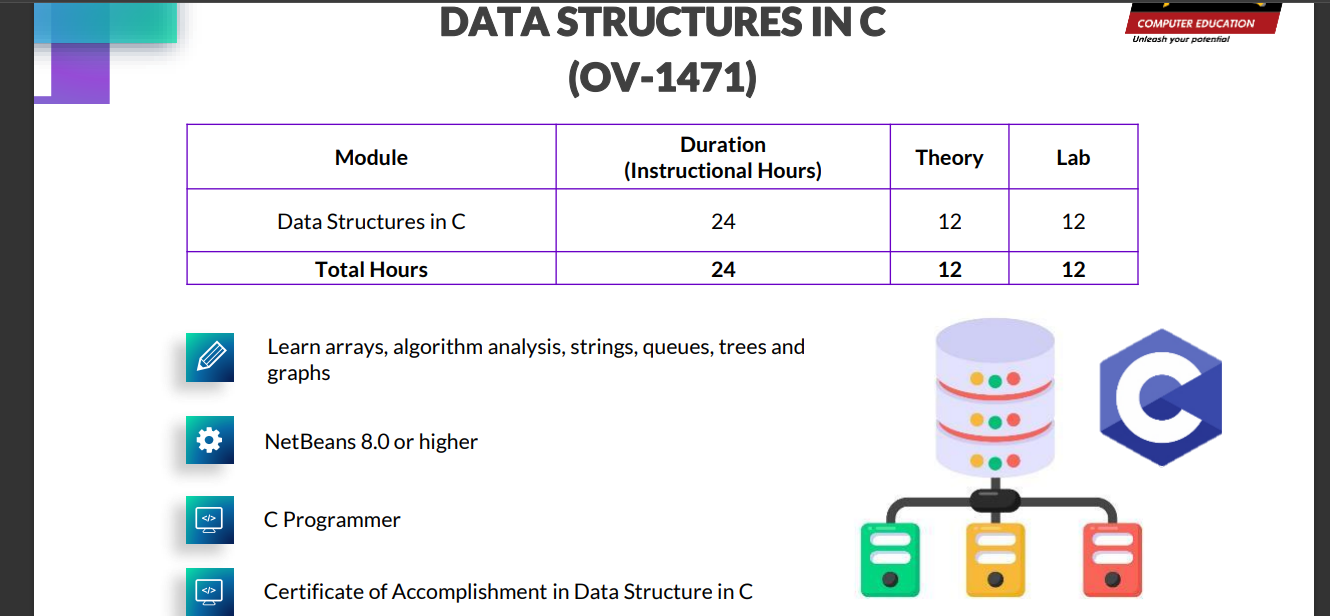 DATA STRUCTURES IN C
COMPUTER EDUCATION
Unleash your potential
(OV-1471)
Module
Duration
(Instructional Hours)
Theory
Lab
Data Structures in C
24
12
12
Total Hours
24
12
12
Learn arrays, algorithm analysis, strings, queues, trees and
graphs
NetBeans 8.0 or higher
</>
C Programmer
</>
Certificate of Accomplishment in Data Structure in C